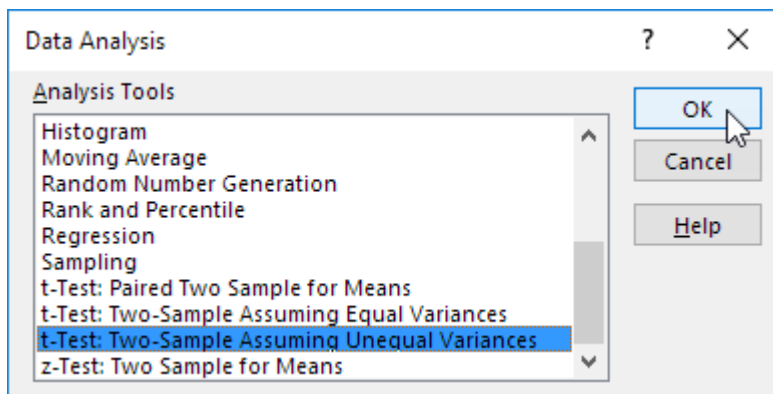 Data Analysis
?
Analysis Tools
Histogram
Moving Average
Random Number Generation
Rank and Percentile
Regression
Sampling
t-Test: Paired Two Sample for Means
t-Test: Two-Sample Assuming Equal Variances
t-Test: Two-Sample Assuming Unequal Variances
z-Test: Two Sample for Means
OK
Cancel
Help